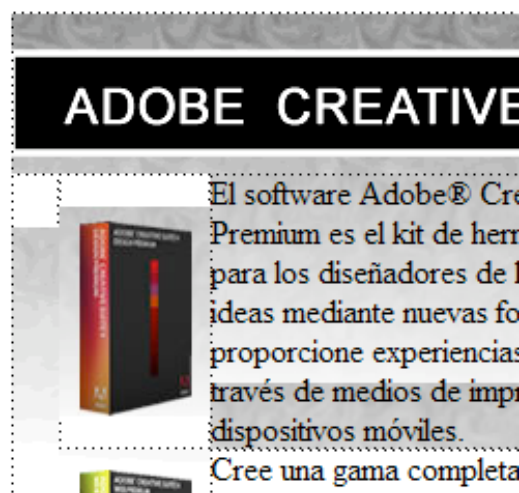 ADOBE CREATIVE
El software Adobe® Cre
Premium es el kit de herr
para los diseñadores de l
ideas mediante nuevas fo
proporcione experiencias
través de medios de impr
dispositivos móviles.
Cree una gama completa